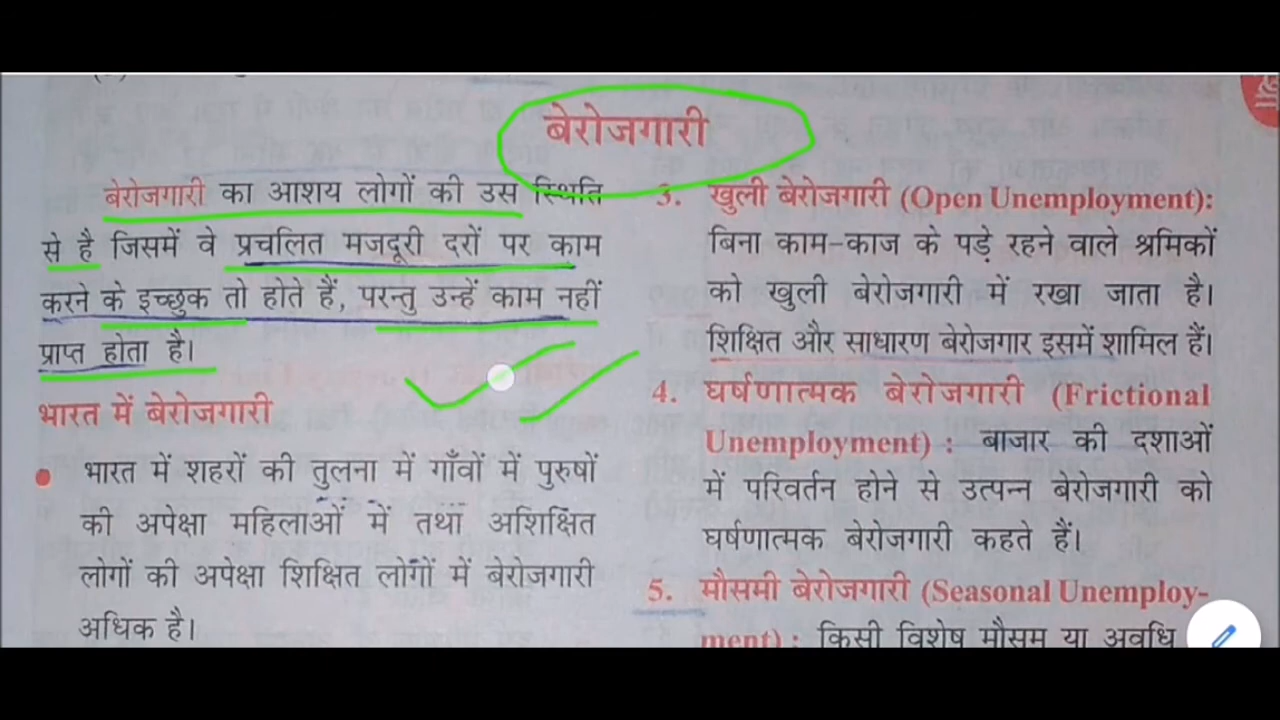 बेरोजगारी
बेरोजगारी का आशय लोगों की उस स्थिति
से है जिसमें वे प्रचलित मजदूरी दरों पर काम
करने के इच्छुक तो होते हैं, परन्तु उन्हें काम नहीं
प्राप्त होता है।
भारत में बेरोजगारी
भारत में शहरों की तुलना में गाँवों में पुरुषों
की अपेक्षा महिलाओं में तथा अशिक्षित
लोगों की अपेक्षा शिक्षित लोगों में बेरोजगारी
अधिक है।
3. खुली बेरोजगारी (Open Unemployment):
बिना काम-काज के पड़े रहने वाले श्रमिकों
को खुली बेरोजगारी में रखा जाता है।
शिक्षित और साधारण बेरोजगार इसमें शामिल हैं।
4. घर्षणात्मक बेरोजगारी (Frictional
Unemployment) : बाजार की दशाओं
में परिवर्तन होने से उत्पन्न बेरोजगारी को
घर्षणात्मक बेरोजगारी कहते हैं।
5. मौसमी बेरोजगारी (Seasonal Unemploy-
ment) : किसी विशेष मौसम या अवधि